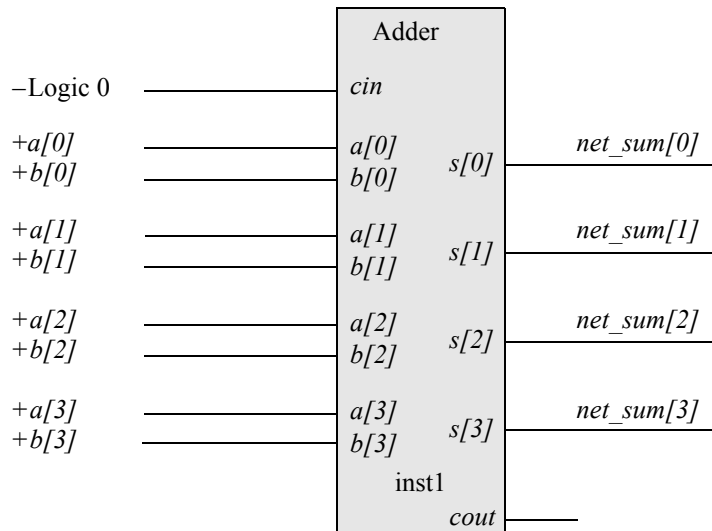 Adder
–Logic 0 cin
+a[0] a[0] net_sum[0]
+b[0] b[0] s[0]
+a[1] a[1] net_sum[1]
+b[1] b[1] s[1]
+a[2] a[2] net_sum[2]
+b[2] b[2] s[2]
+a[3] a[3] net_sum[3]
+b[3] b[3] s[3]
inst1
cout